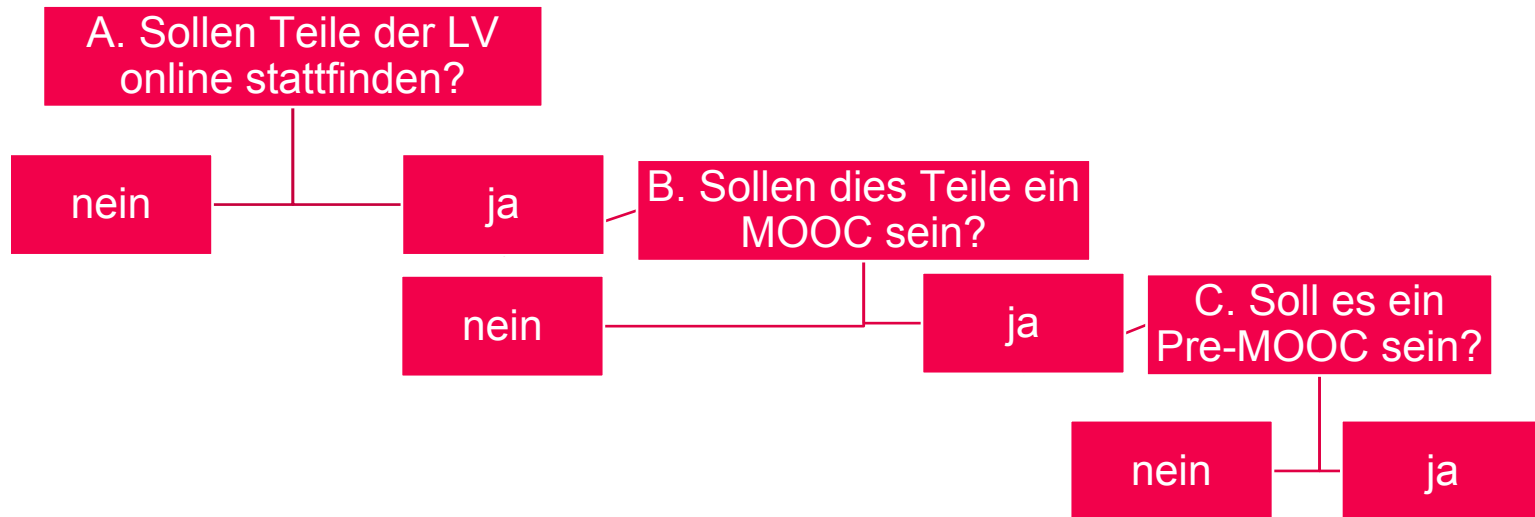 A. Sollen Teile der LV
online stattfinden?
nein
ja
B. Sollen dies Teile ein
MOOC sein?
nein
ja
C. Soll es ein
Pre-MOOC sein?
nein
ja